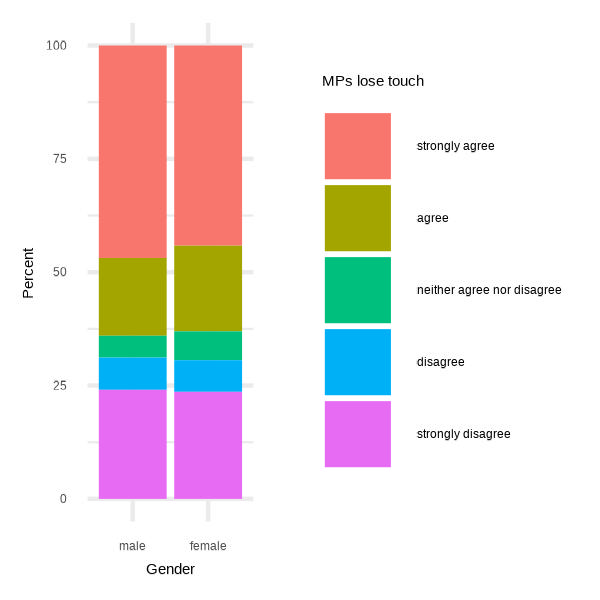 100
75
50
25
0
Percent
male female
Gender
MPs lose touch
strongly agree
agree
neither agree nor disagree
disagree
strongly disagree